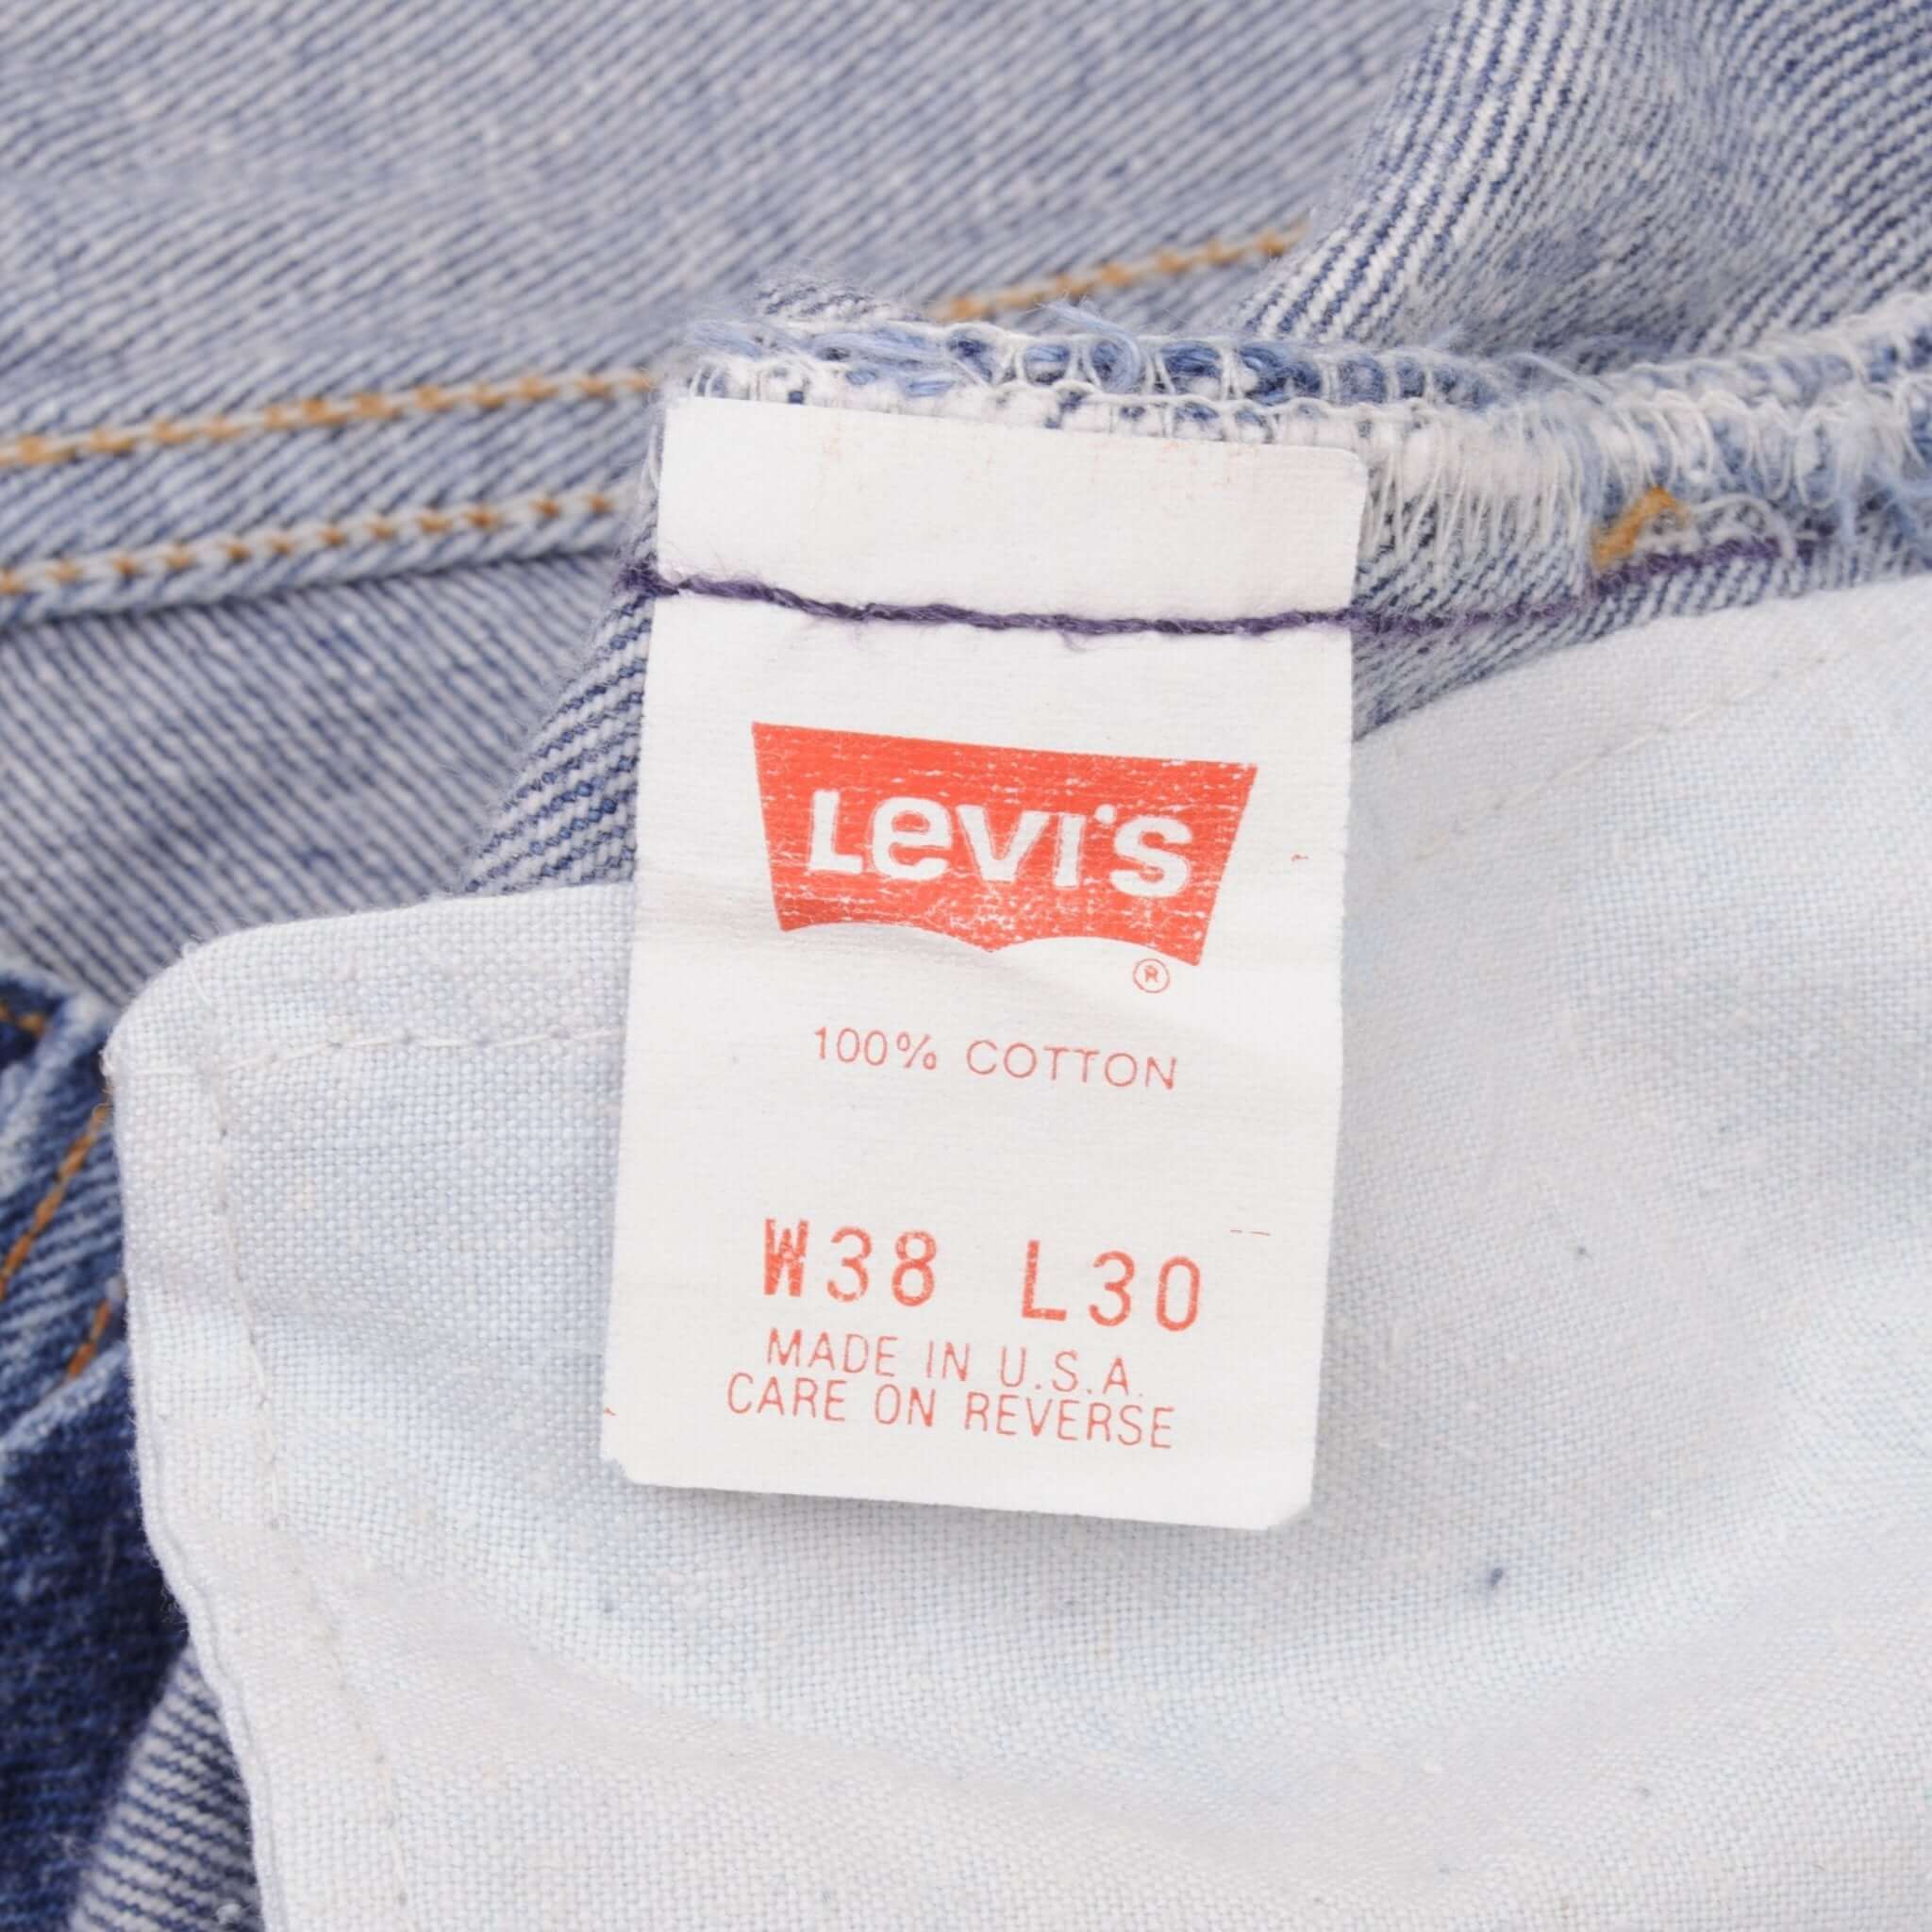 Levi's
®
100% COTTON
W38 L30
MADE IN U.S.A.
CARE ON REVERSE